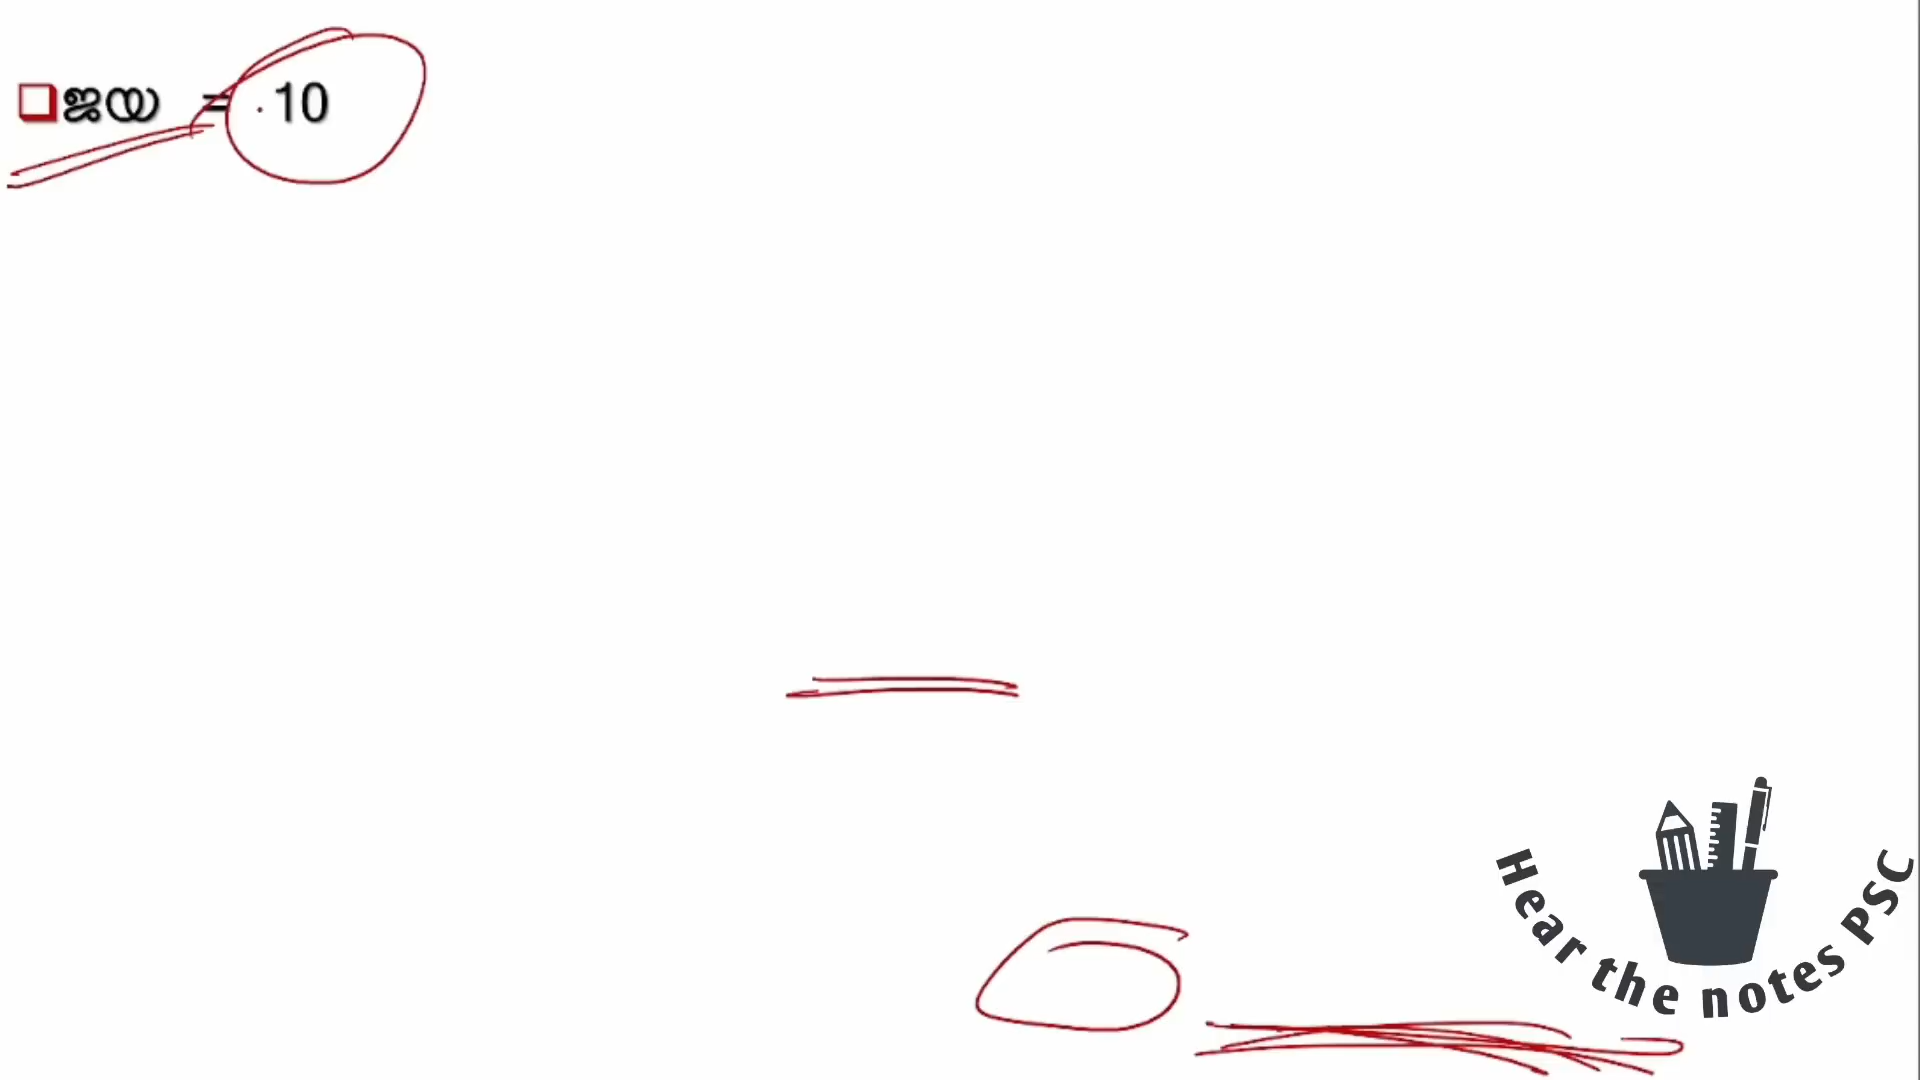 ജയ = 10
Hear the notes PSC